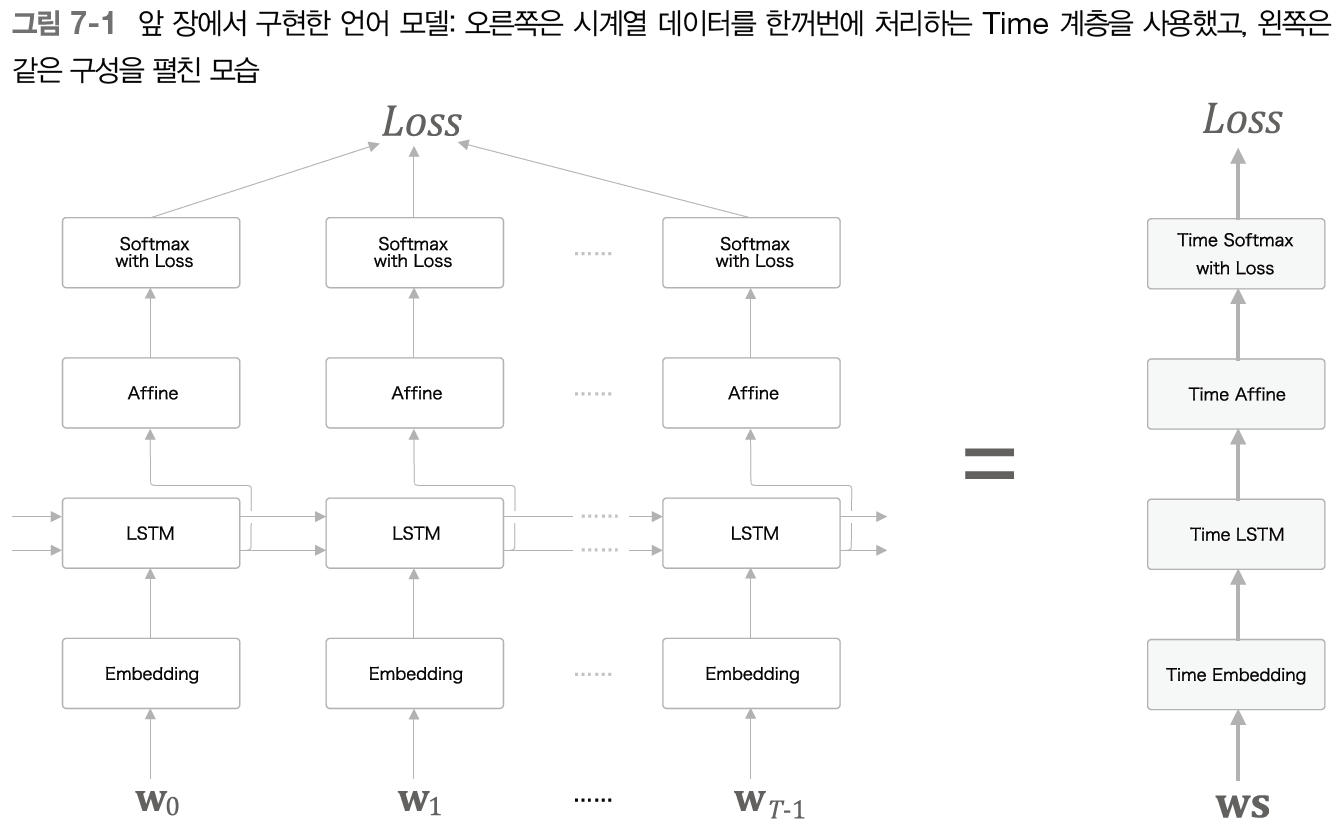 그림 7-1 앞 장에서 구현한 언어 모델: 오른쪽은 시계열 데이터를 한꺼번에 처리하는 Time 계층을 사용했고, 왼쪽은
같은 구성을 펼친 모습
Loss
Loss
Softmax
with Loss
Softmax
with Loss
……
Softmax
with Loss
Time Softmax
with Loss
Affine
Affine
……
Affine
Time Affine
=
LSTM
LSTM
……
……
LSTM
Time LSTM
Embedding
Embedding
……
Embedding
Time Embedding
w0
w1
……
wT-1
ws